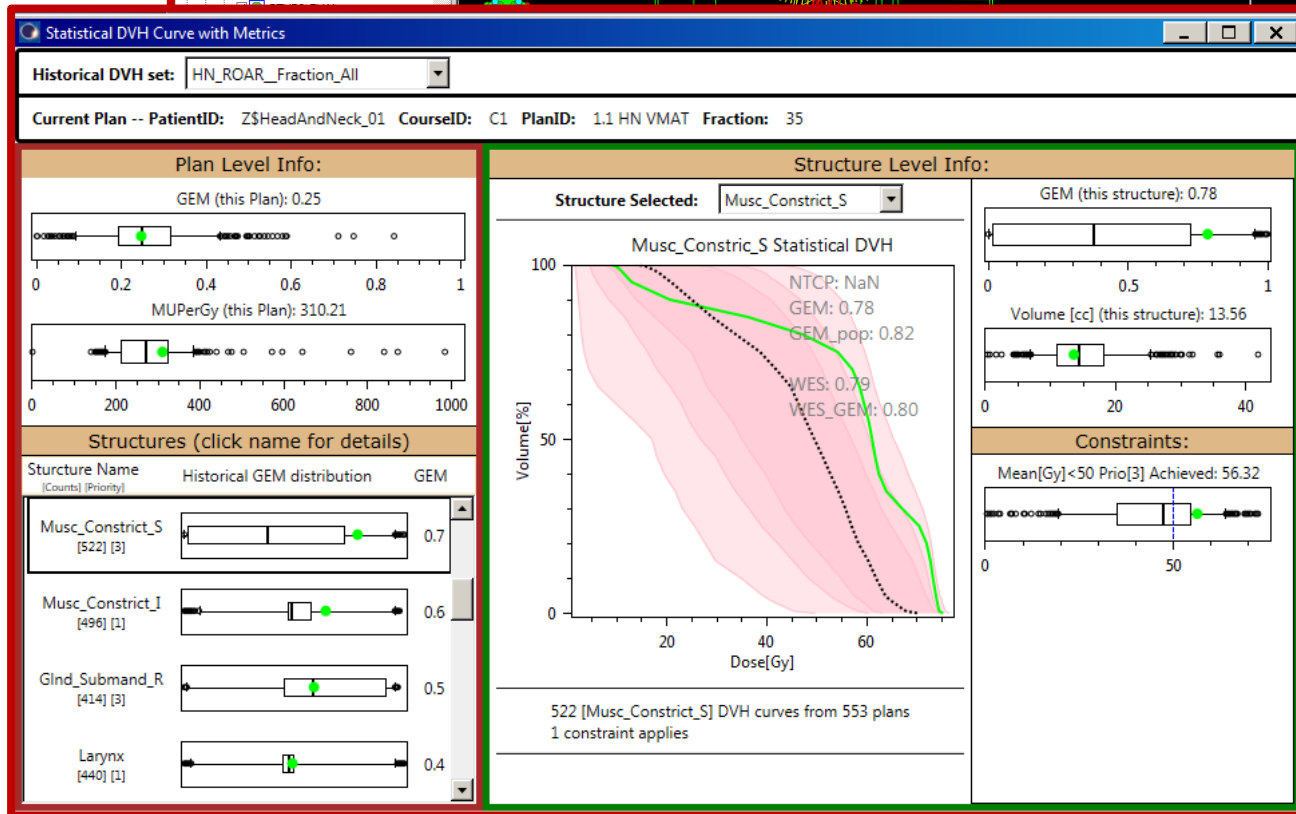 Statistical DVH Curve with Metrics
Historical DVH set: HN_ROAR__Fraction_All
Current Plan -- PatientID: Z$HeadAndNeck_01 CourseID: C1 PlanID: 1.1 HN VMAT Fraction: 35
Plan Level Info:
GEM (this Plan): 0.25
0 0.2 0.4 0.6 0.8 1
MUPerGy (this Plan): 310.21
0 200 400 600 800 1000
Structures (click name for details)
Sturcture Name Historical GEM distribution GEM
[Counts] [Priority]
Musc_Constrict_S 0.7
[522] [3]
Musc_Constrict_I 0.6
[496] [1]
Glnd_Submand_R 0.5
[414] [3]
Larynx 0.4
[440] [1]
Structure Level Info:
Structure Selected: Musc_Constrict_S
Musc_Constric_S Statistical DVH
NTCP: NaN
GEM: 0.78
GEM_pop: 0.82
WES: 0.79
WES_GEM: 0.80
Volume[%]
100
50
0
20 40 60
Dose[Gy]
522 [Musc_Constrict_S] DVH curves from 553 plans
1 constraint applies
GEM (this structure): 0.78
0 0.5 1
Volume [cc] (this structure): 13.56
0 20 40
Constraints:
Mean[Gy]<50 Prio[3] Achieved: 56.32
0 50